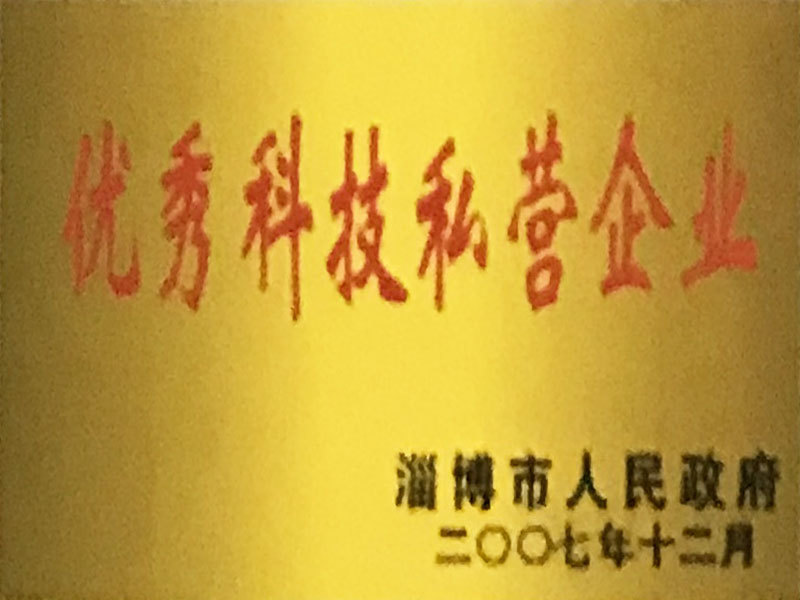 优秀科技私营企业
淄博市人民政府
二〇〇七年十二月